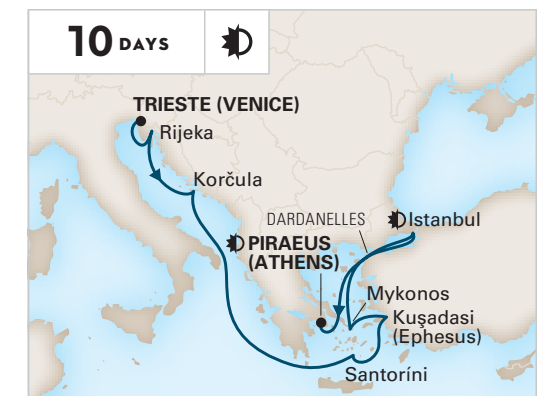 10 DAYS
TRIESTE (VENICE)
Rijeka
Korčula
DARDANELLES
Istanbul
PIRAEUS
(ATHENS)
Mykonos
Kuşadasi
(Ephesus)
Santoríni